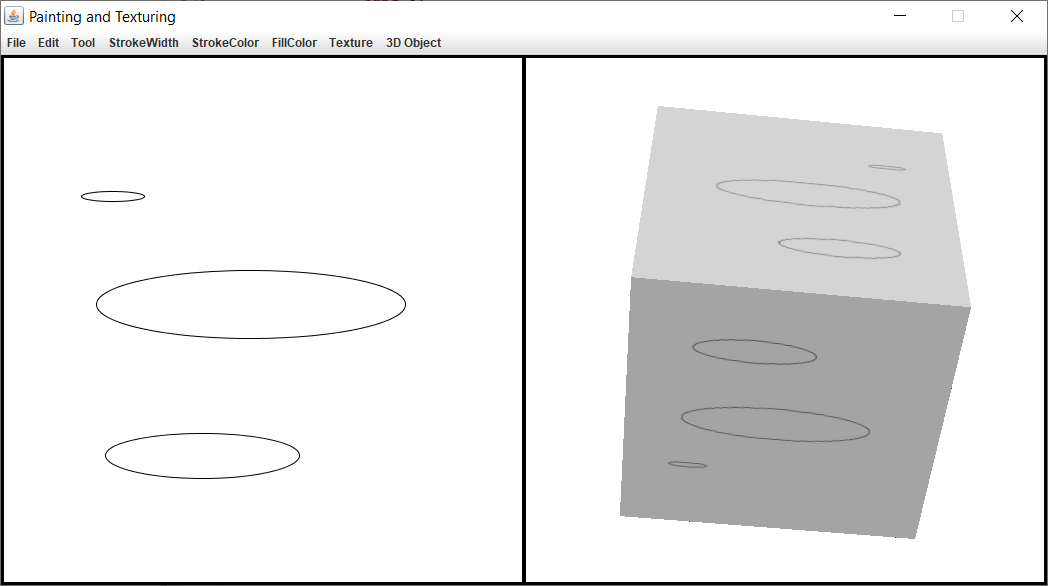 Painting and Texturing
File Edit Tool StrokeWidth StrokeColor FillColor Texture 3D Object